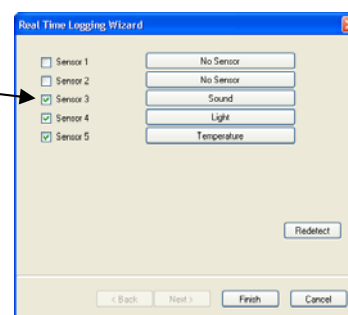 Real Time Logging Wizard
Sensor 1 No Sensor
Sensor 2 No Sensor
Sensor 3 Sound
Sensor 4 Light
Sensor 5 Temperature
Redetect
< Back Next > Finish Cancel